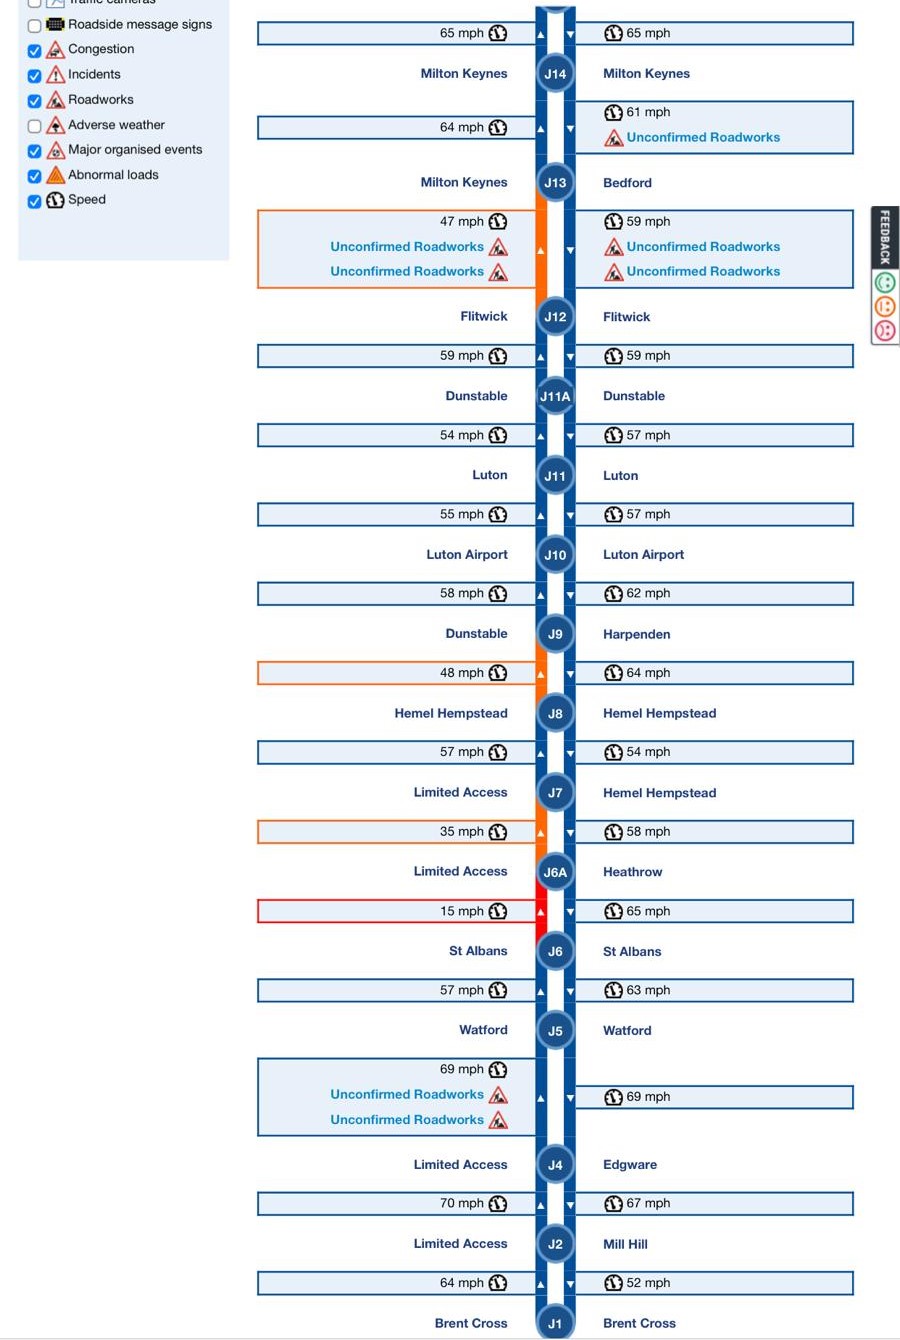 Roadside message signs
Congestion
Incidents
Roadworks
Adverse weather
Major organised events
Abnormal loads
Speed
FEEDBACK
65 mph 65 mph
Milton Keynes J14 Milton Keynes
64 mph 61 mph
Unconfirmed Roadworks
Milton Keynes J13 Bedford
47 mph 59 mph
Unconfirmed Roadworks Unconfirmed Roadworks
Unconfirmed Roadworks Unconfirmed Roadworks
Flitwick J12 Flitwick
59 mph 59 mph
Dunstable J11A Dunstable
54 mph 57 mph
Luton J11 Luton
55 mph 57 mph
Luton Airport J10 Luton Airport
58 mph 62 mph
Dunstable J9 Harpenden
48 mph 64 mph
Hemel Hempstead J8 Hemel Hempstead
57 mph 54 mph
Limited Access J7 Hemel Hempstead
35 mph 58 mph
Limited Access J6A Heathrow
15 mph 65 mph
St Albans J6 St Albans
57 mph 63 mph
Watford J5 Watford
69 mph
Unconfirmed Roadworks 69 mph
Unconfirmed Roadworks
Limited Access J4 Edgware
70 mph 67 mph
Limited Access J2 Mill Hill
64 mph 52 mph
Brent Cross J1 Brent Cross